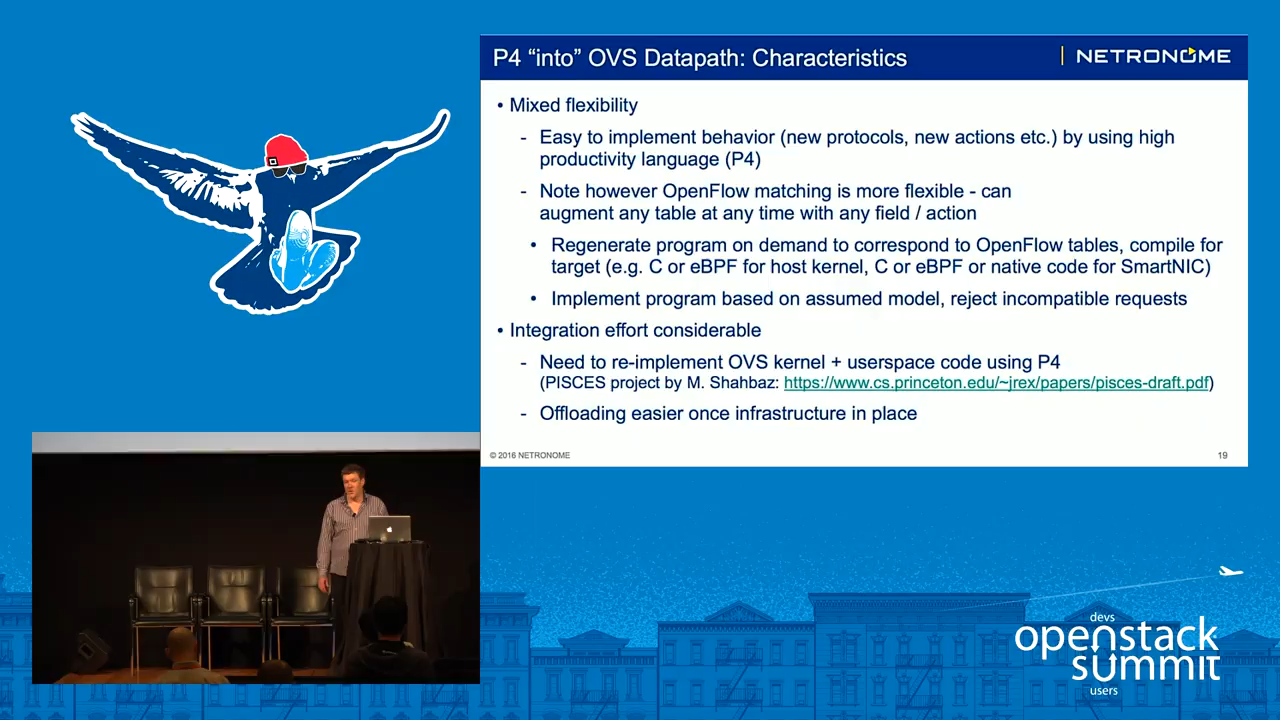 P4 “into” OVS Datapath: Characteristics
NETRONOME
• Mixed flexibility
- Easy to implement behavior (new protocols, new actions etc.) by using high
productivity language (P4)
- Note however OpenFlow matching is more flexible - can
augment any table at any time with any field / action
• Regenerate program on demand to correspond to OpenFlow tables, compile for
target (e.g. C or eBPF for host kernel, C or eBPF or native code for SmartNIC)
• Implement program based on assumed model, reject incompatible requests
• Integration effort considerable
- Need to re-implement OVS kernel + userspace code using P4
(PISCES project by M. Shahbaz: https://www.cs.princeton.edu/~jrex/papers/pisces-draft.pdf)
- Offloading easier once infrastructure in place
© 2016 NETRONOME
19
devs
openstack
summit
users